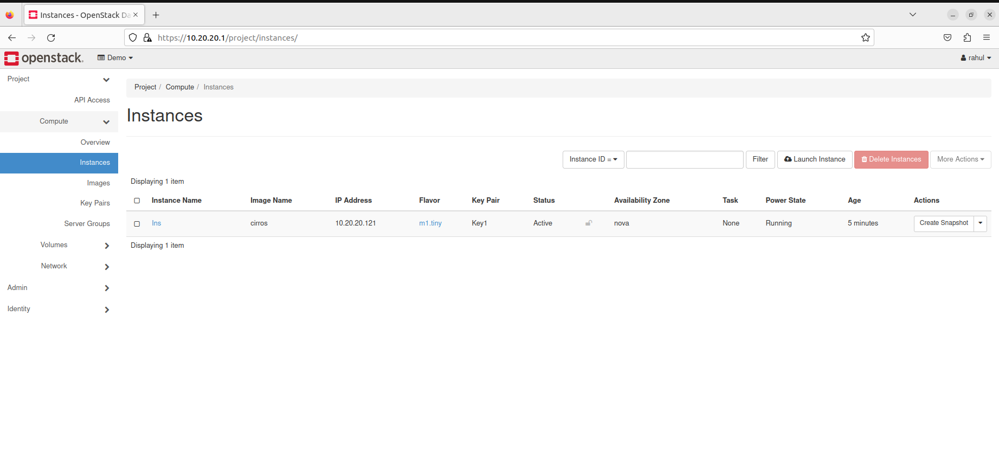 Instances - OpenStack Da
https://10.20.20.1/project/instances/
openstack.
Demo
rahul
Project
API Access
Compute
Overview
Instances
Images
Key Pairs
Server Groups
Volumes
Network
Admin
Identity
Project / Compute / Instances
Instances
Instance ID = Filter Launch Instance Delete Instances More Actions
Displaying 1 item
Instance Name Image Name IP Address Flavor Key Pair Status Availability Zone Task Power State Age Actions
Ins cirros 10.20.20.121 m1.tiny Key1 Active nova None Running 5 minutes Create Snapshot
Displaying 1 item